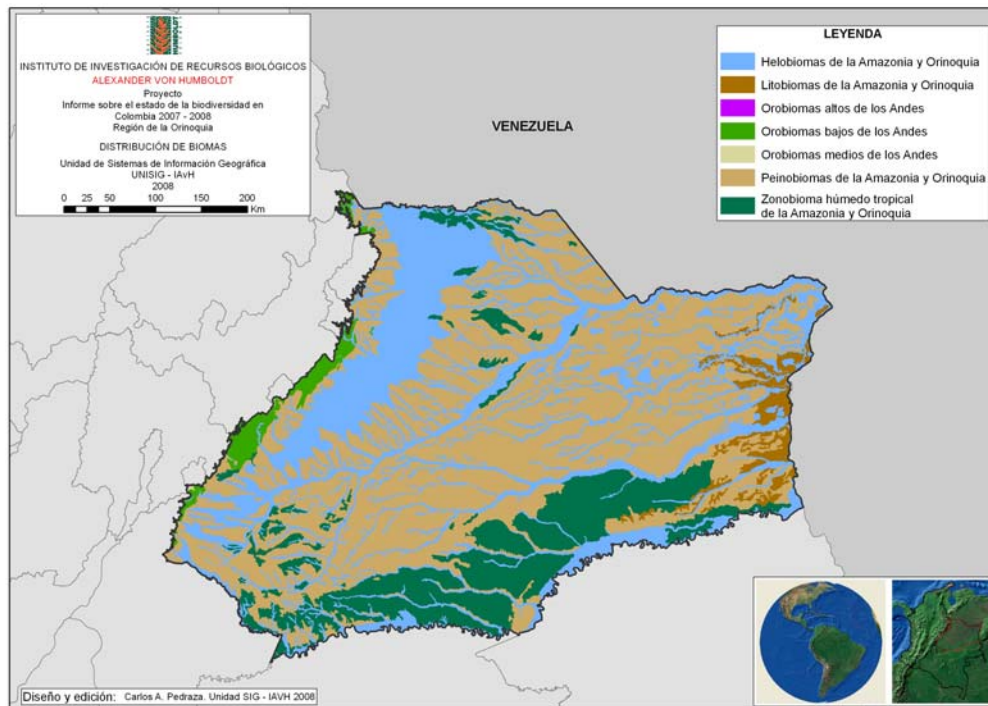 HUMBOLDT
INSTITUTO DE INVESTIGACIÓN DE RECURSOS BIOLÓGICOS
ALEXANDER VON HUMBOLDT
Proyecto
Informe sobre el estado de la biodiversidad en
Colombia 2007 - 2008
Región de la Orinoquia
DISTRIBUCIÓN DE BIOMAS
Unidad de Sistemas de Información Geográfica
UNISIG - IAvH
2008
0 25 50 100 150 200
Km
VENEZUELA
LEYENDA
Helobiomas de la Amazonia y Orinoquia
Litobiomas de la Amazonia y Orinoquia
Orobiomas altos de los Andes
Orobiomas bajos de los Andes
Orobiomas medios de los Andes
Peinobiomas de la Amazonia y Orinoquia
Zonobioma húmedo tropical
de la Amazonia y Orinoquia
Diseño y edición: Carlos A. Pedraza. Unidad SIG - IAVH 2008